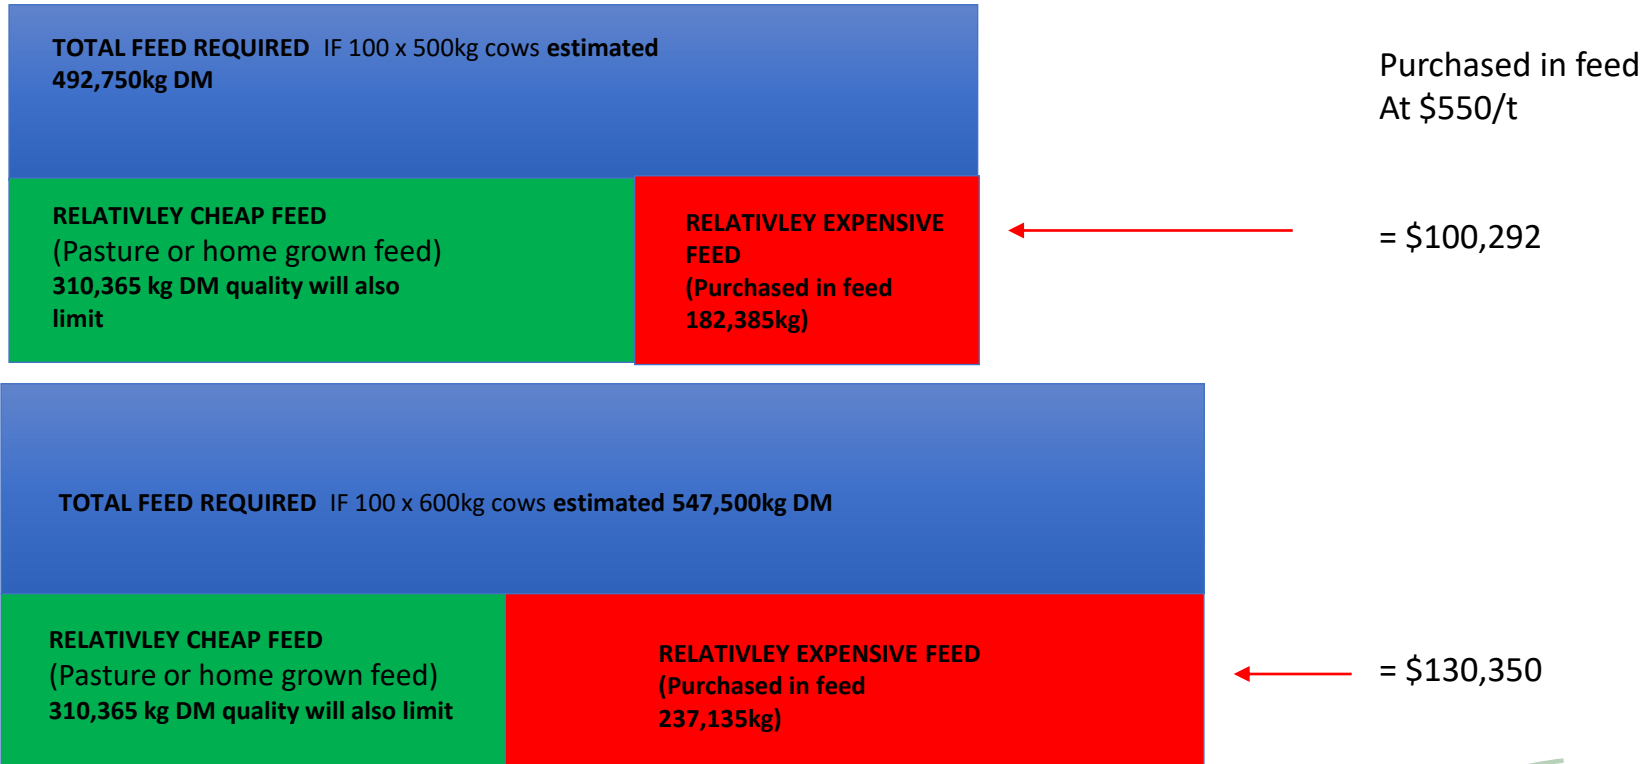 TOTAL FEED REQUIRED IF 100 x 500kg cows estimated
492,750kg DM
Purchased in feed
At $550/t
RELATIVLEY CHEAP FEED
(Pasture or home grown feed)
310,365 kg DM quality will also
limit
RELATIVLEY EXPENSIVE
FEED
(Purchased in feed
182,385kg)
= $100,292
TOTAL FEED REQUIRED IF 100 x 600kg cows estimated 547,500kg DM
RELATIVLEY CHEAP FEED
(Pasture or home grown feed)
310,365 kg DM quality will also limit
RELATIVLEY EXPENSIVE FEED
(Purchased in feed
237,135kg)
= $130,350